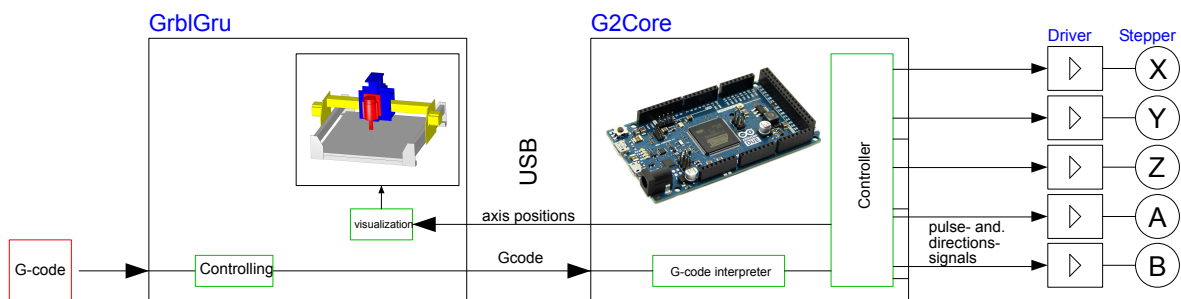 GrblGru
G2Core
Driver
Stepper
X
Y
USB
Controller
Z
visualization
axis positions
A
pulse- and.
directions-
signals
G-code
Controlling
Gcode
G-code interpreter
B